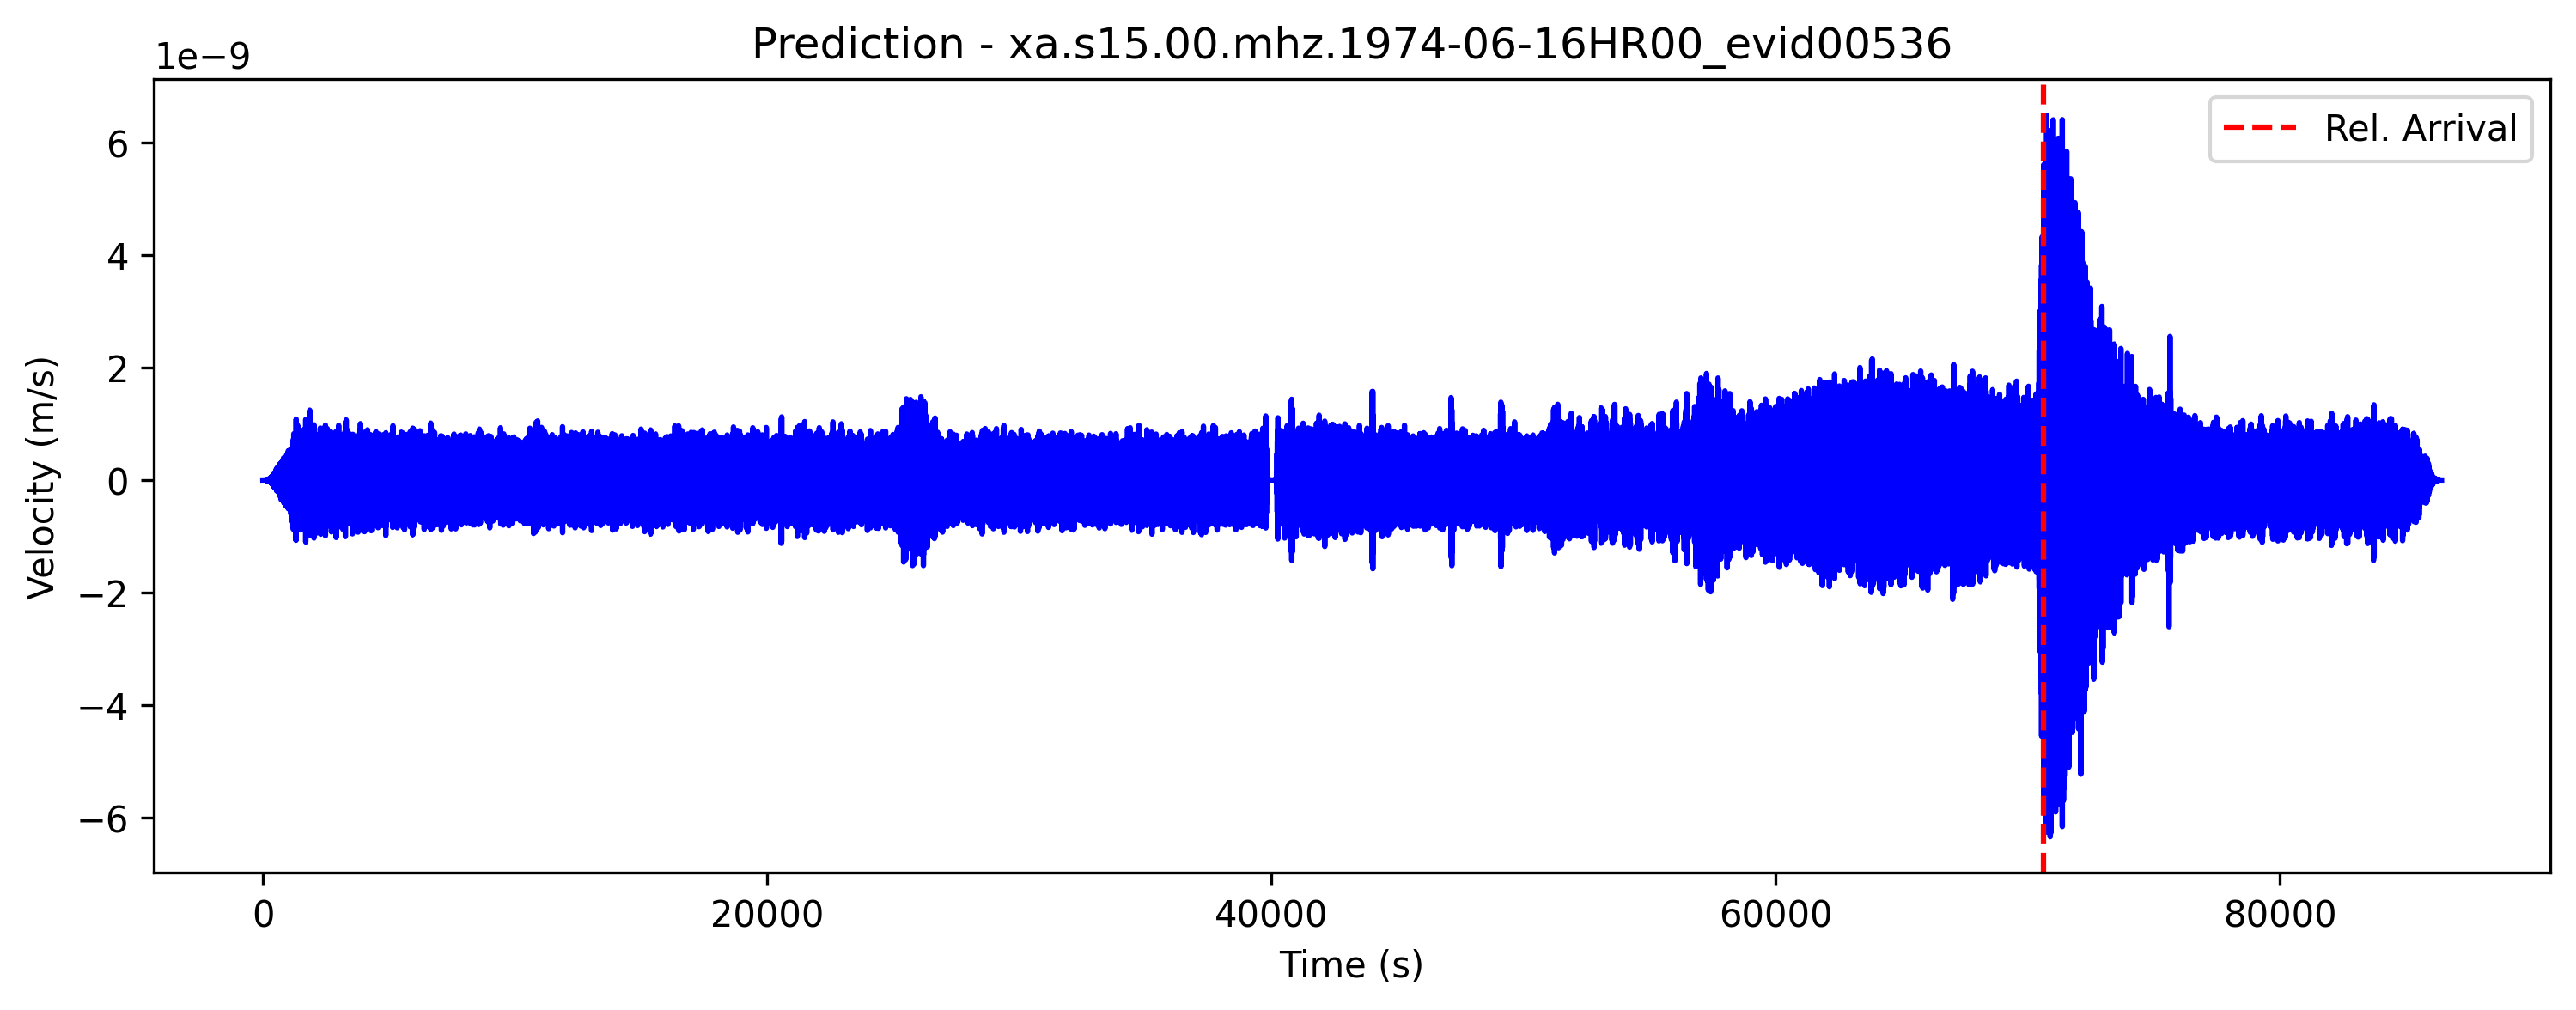 Prediction - xa.s15.00.mhz.1974-06-16HR00_evid00536
1e−9
Rel. Arrival
6
4
2
0
−2
−4
−6
Velocity (m/s)
0 20000 40000 60000 80000
Time (s)